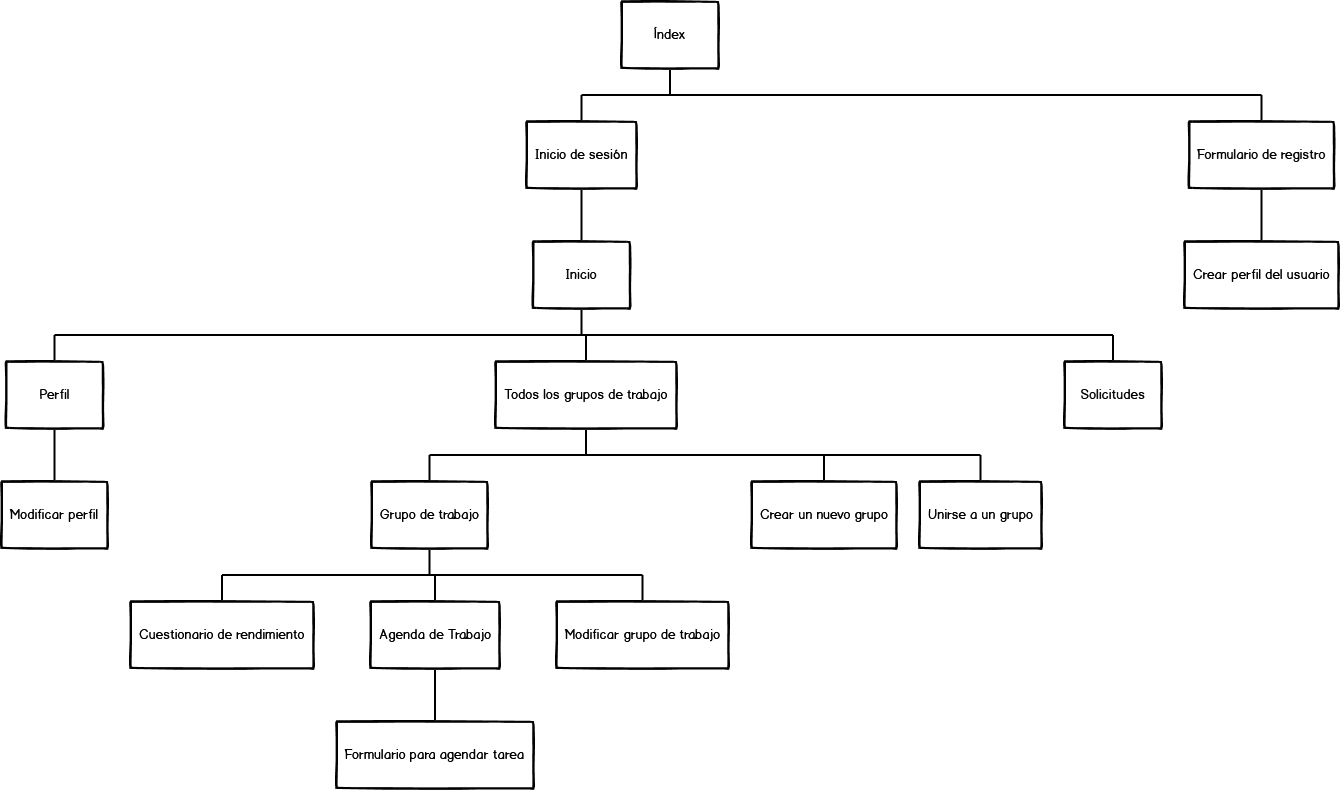 Índex
Inicio de sesión
Formulario de registro
Inicio
Crear perfil del usuario
Perfil
Todos los grupos de trabajo
Solicitudes
Modificar perfil
Grupo de trabajo
Crear un nuevo grupo
Unirse a un grupo
Cuestionario de rendimiento
Agenda de Trabajo
Modificar grupo de trabajo
Formulario para agendar tarea